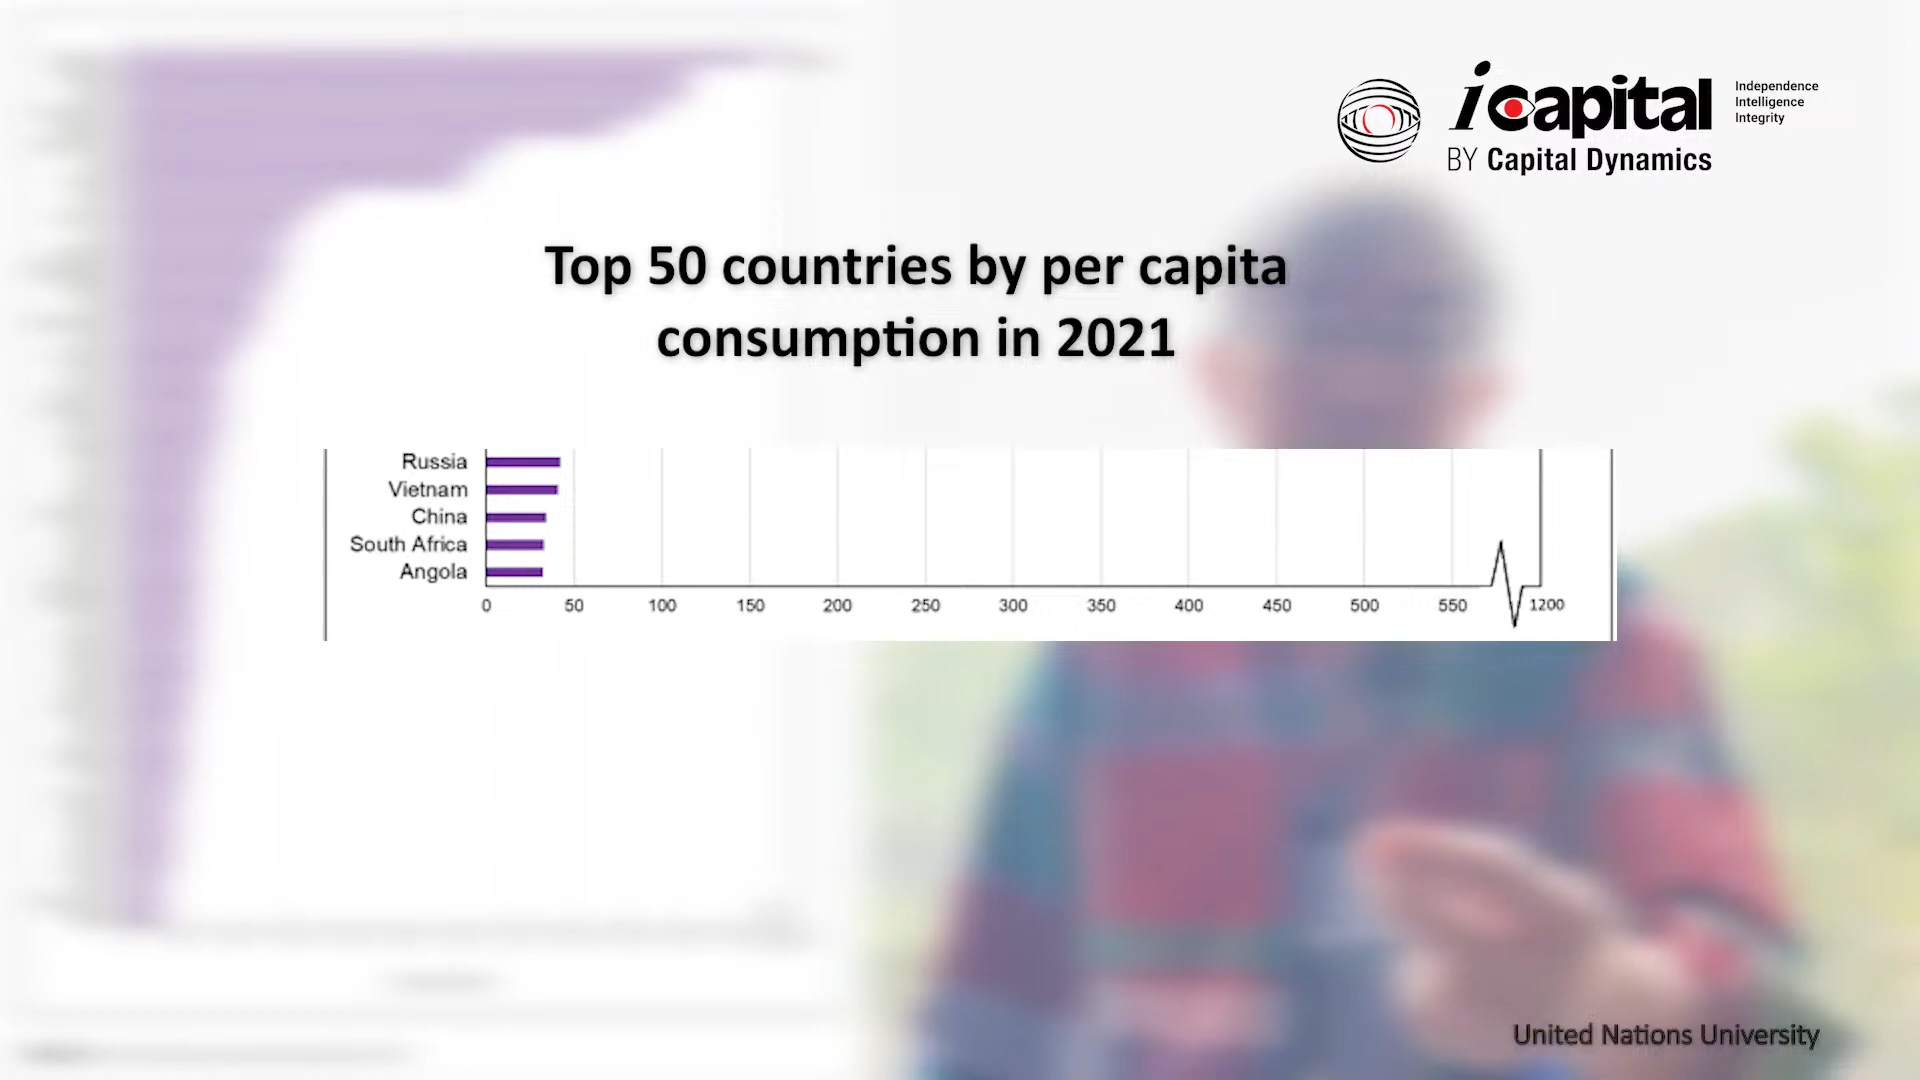 icapital
BY Capital Dynamics
Independence
Intelligence
Integrity
Top 50 countries by per capita
consumption in 2021
Russia
Vietnam
China
South Africa
Angola
0 50 100 150 200 250 300 350 400 450 500 550 1200
United Nations University